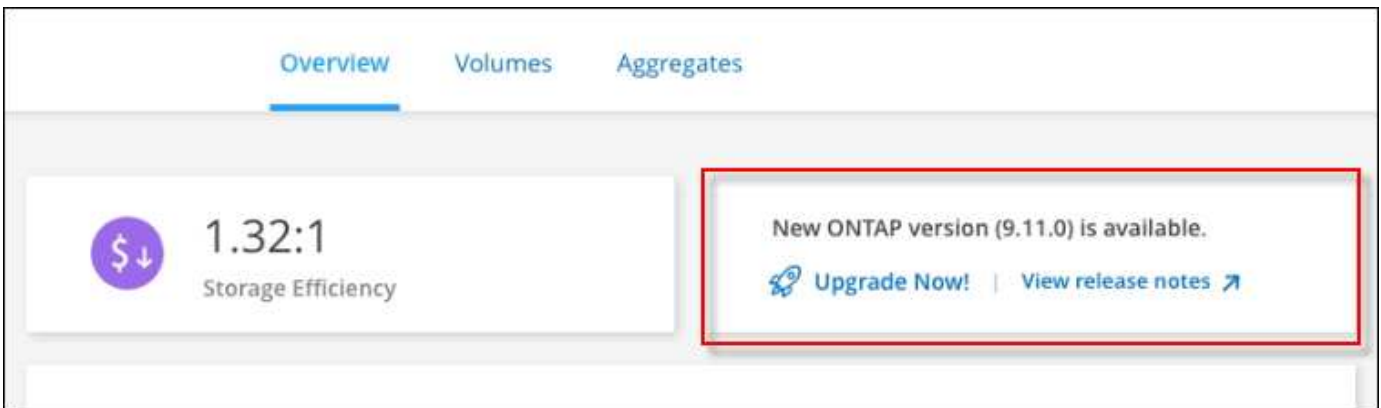 Overview Volumes Aggregates
1.32:1
Storage Efficiency
New ONTAP version (9.11.0) is available.
Upgrade Now! | View release notes